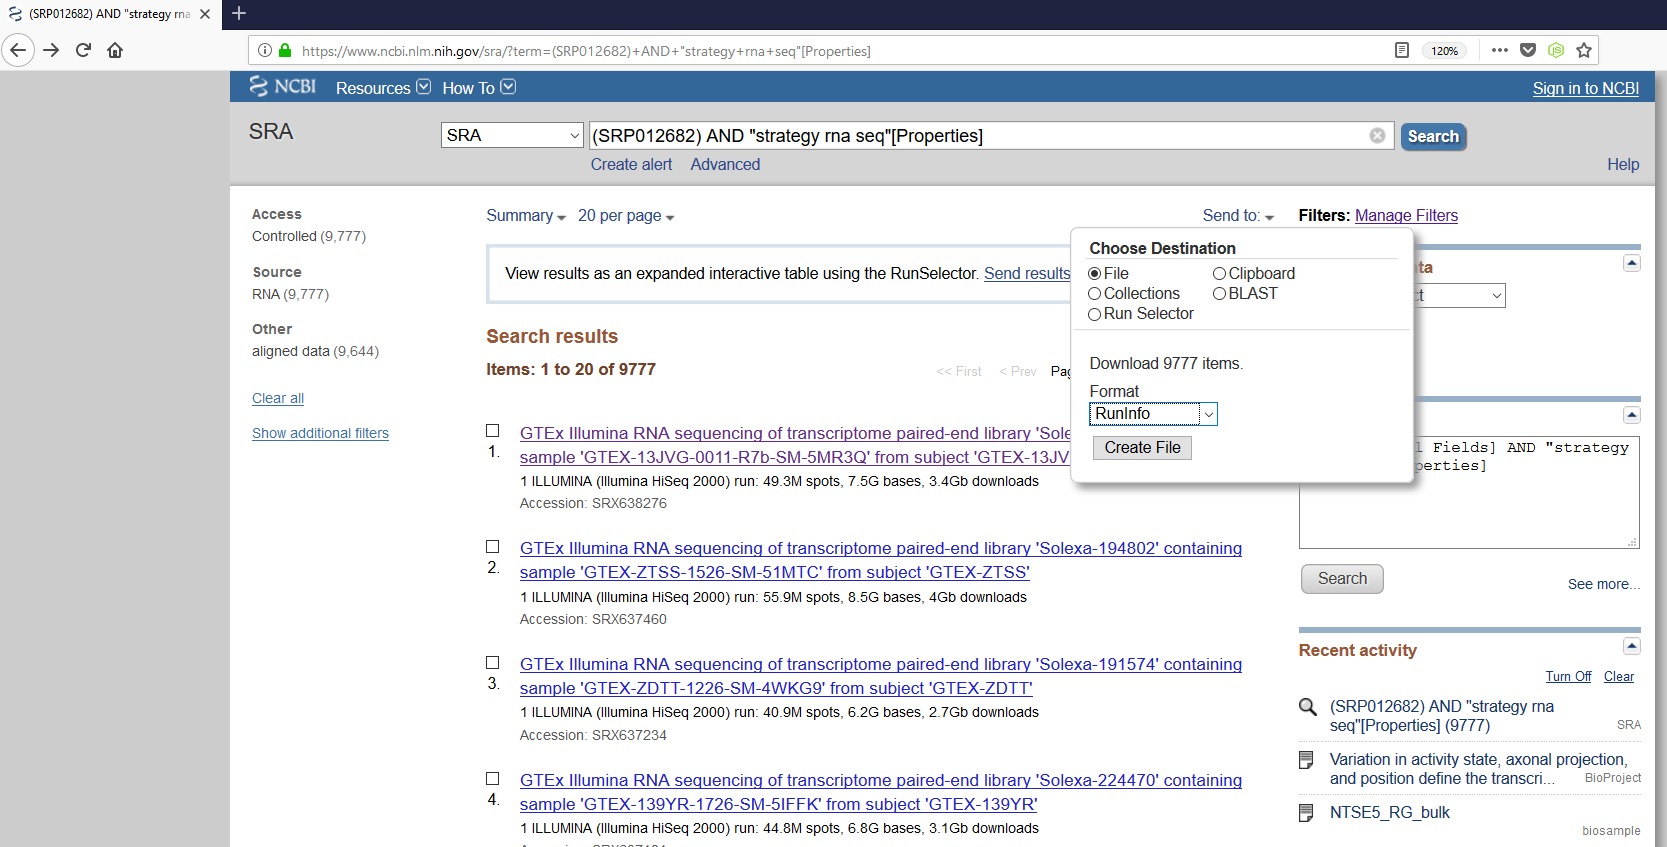 (SRP012682) AND "strategy rna
https://www.ncbi.nlm.nih.gov/sra/?term=(SRP012682)+AND+"strategy+rna+seq"[Properties]
120%
NCBI Resources How To Sign in to NCBI
SRA
SRA
(SRP012682) AND "strategy rna seq"[Properties]
Search
Create alert Advanced
Help
Access
Controlled (9,777)
Source
RNA (9,777)
Other
aligned data (9,644)
Clear all
Show additional filters
Summary 20 per page Send to:
View results as an expanded interactive table using the RunSelector. Send results
Search results
Items: 1 to 20 of 9777
<< First < Prev
Choose Destination
File Clipboard
Collections BLAST
Run Selector
Download 9777 items.
Format
RunInfo
Create File
GTEx Illumina RNA sequencing of transcriptome paired-end library 'Sole
1. sample 'GTEX-13JVG-0011-R7b-SM-5MR3Q' from subject 'GTEX-13JV
1 ILLUMINA (Illumina HiSeq 2000) run: 49.3M spots, 7.5G bases, 3.4Gb downloads
Accession: SRX638276
GTEx Illumina RNA sequencing of transcriptome paired-end library 'Solexa-194802' containing
2. sample 'GTEX-ZTSS-1526-SM-51MTC' from subject 'GTEX-ZTSS'
1 ILLUMINA (Illumina HiSeq 2000) run: 55.9M spots, 8.5G bases, 4Gb downloads
Accession: SRX637460
GTEx Illumina RNA sequencing of transcriptome paired-end library 'Solexa-191574' containing
3. sample 'GTEX-ZDTT-1226-SM-4WKG9' from subject 'GTEX-ZDTT'
1 ILLUMINA (Illumina HiSeq 2000) run: 40.9M spots, 6.2G bases, 2.7Gb downloads
Accession: SRX637234
GTEx Illumina RNA sequencing of transcriptome paired-end library 'Solexa-224470' containing
4. sample 'GTEX-139YR-1726-SM-5IFFK' from subject 'GTEX-139YR'
1 ILLUMINA (Illumina HiSeq 2000) run: 44.8M spots, 6.8G bases, 3.1Gb downloads
Filters: Manage Filters
ta
ct
l Fields] AND "strategy
perties]
Search
See more...
Recent activity
Turn Off Clear
(SRP012682) AND "strategy rna
seq"[Properties] (9777)
SRA
Variation in activity state, axonal projection,
and position define the transcri...
BioProject
NTSE5_RG_bulk
biosample